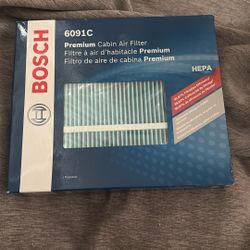 BOSCH
6091C
Premium Cabin Air Filter
Filtre à air d'habitacle Premium
Filtro de aire de cabina Premium
HEPA